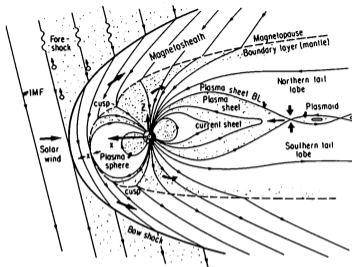 Fore-
shock
Magnetosheath
Magnetopause
Boundary layer (mantle)
IMF
cusp
Plasma sheet BL
Northern tail
lobe
Plasma
sheet
Plasmoid
Z
current sheet
Solar
wind
X
x
Plasma
sphere
Southern tail
lobe
cusp
Bow shock